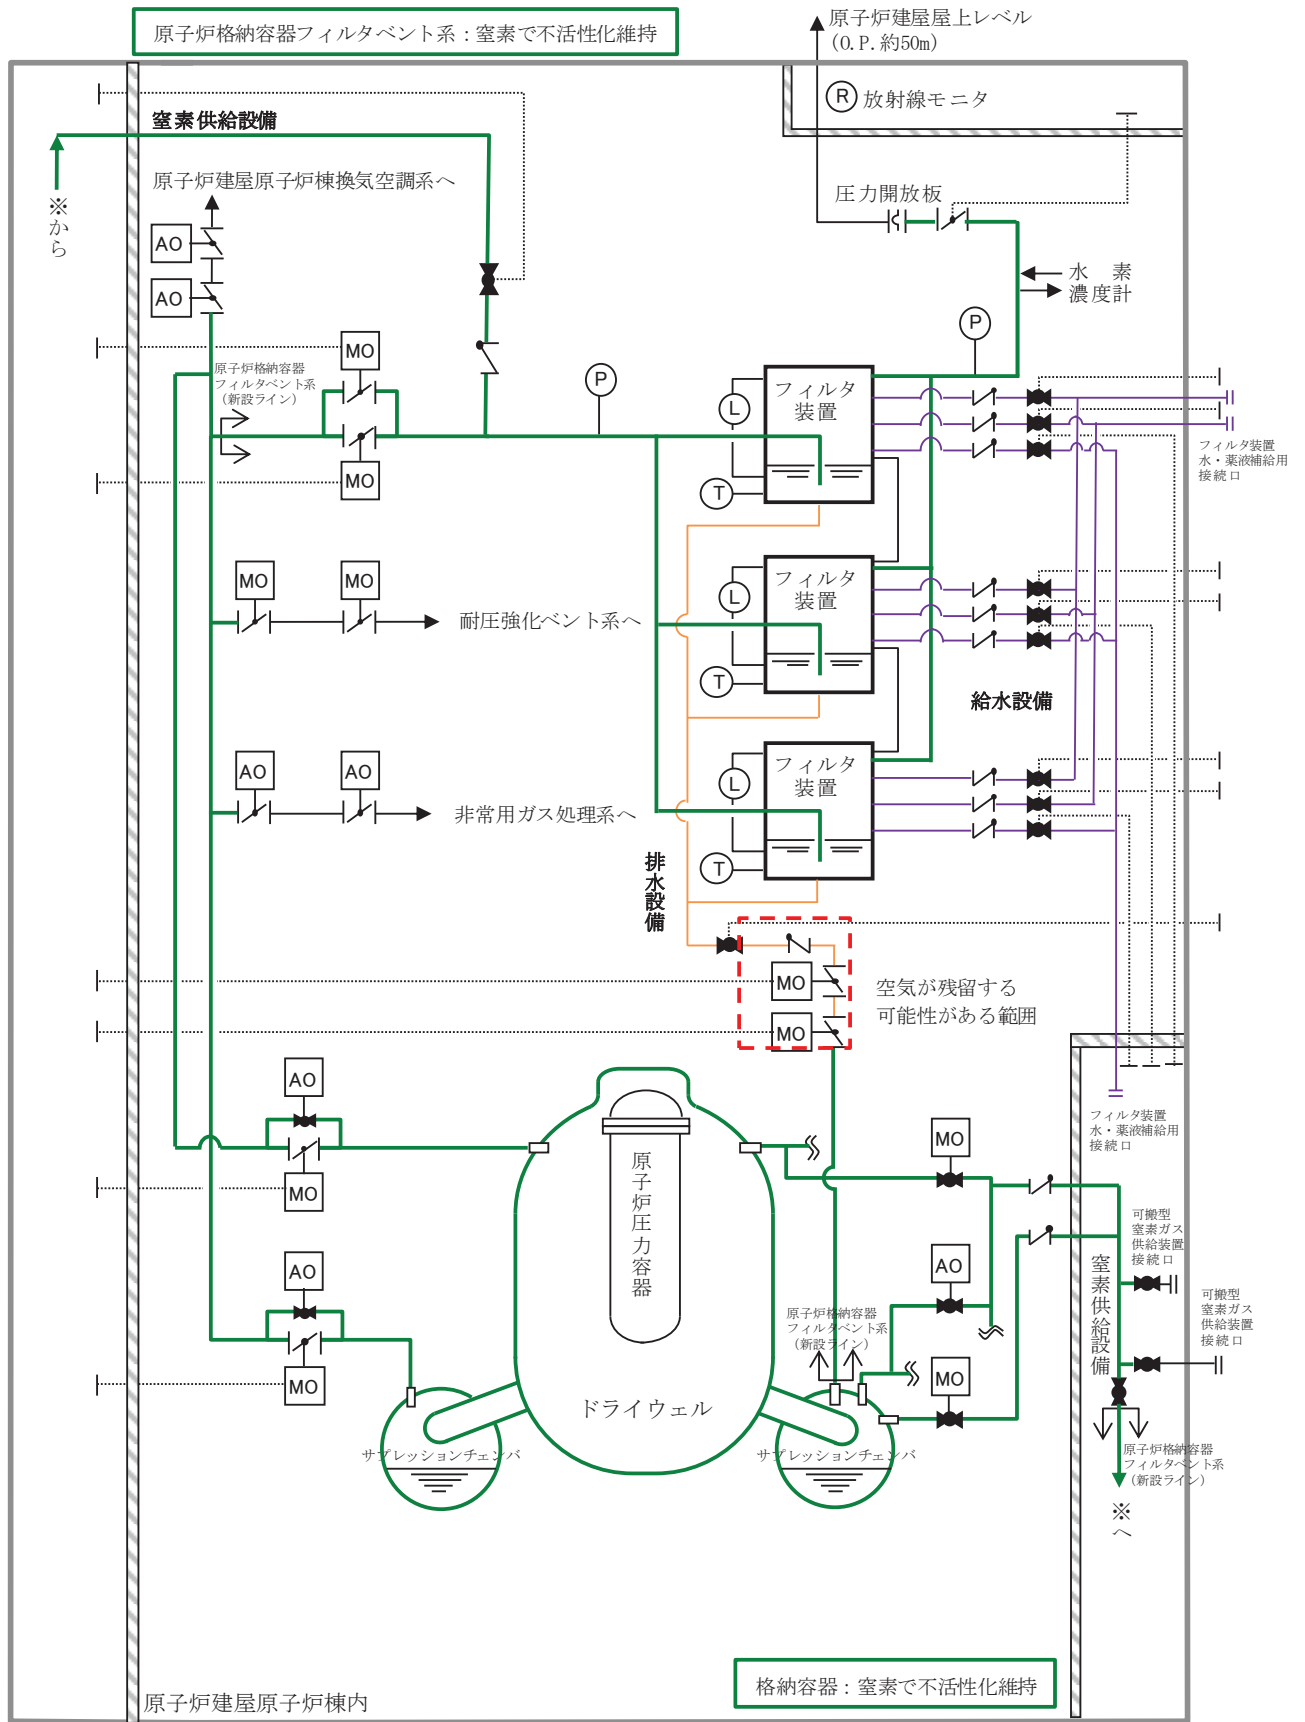 原子炉格納容器フィルタベント系：窒素で不活性化維持
原子炉建屋屋上レベル
（O.P.約50m）
R
放射線モニタ
窒素供給設備
※から
原子炉建屋原子炉棟換気空調系へ
AO
AO
圧力開放板
水　素
濃度計
P
P
MO
原子炉格納容器
フィルタベント系
（新設ライン）
MO
フィルタ
装置
L
T
フィルタ装置
水・薬液補給用
接続口
MO
MO
耐圧強化ベント系へ
フィルタ
装置
L
T
給水設備
AO
AO
非常用ガス処理系へ
フィルタ
装置
L
T
排水設備
MO
MO
空気が残留する
可能性がある範囲
AO
MO
原子炉圧力容器
MO
フィルタ装置
水・薬液補給用
接続口
AO
MO
AO
MO
原子炉格納容器
フィルタベント系
（新設ライン）
窒素供給設備
可搬型
窒素ガス
供給装置
接続口
可搬型
窒素ガス
供給装置
接続口
ドライウェル
サプレッションチェンバ
サプレッションチェンバ
原子炉格納容器
フィルタベント系
（新設ライン）
※へ
格納容器：窒素で不活性化維持
原子炉建屋原子炉棟内